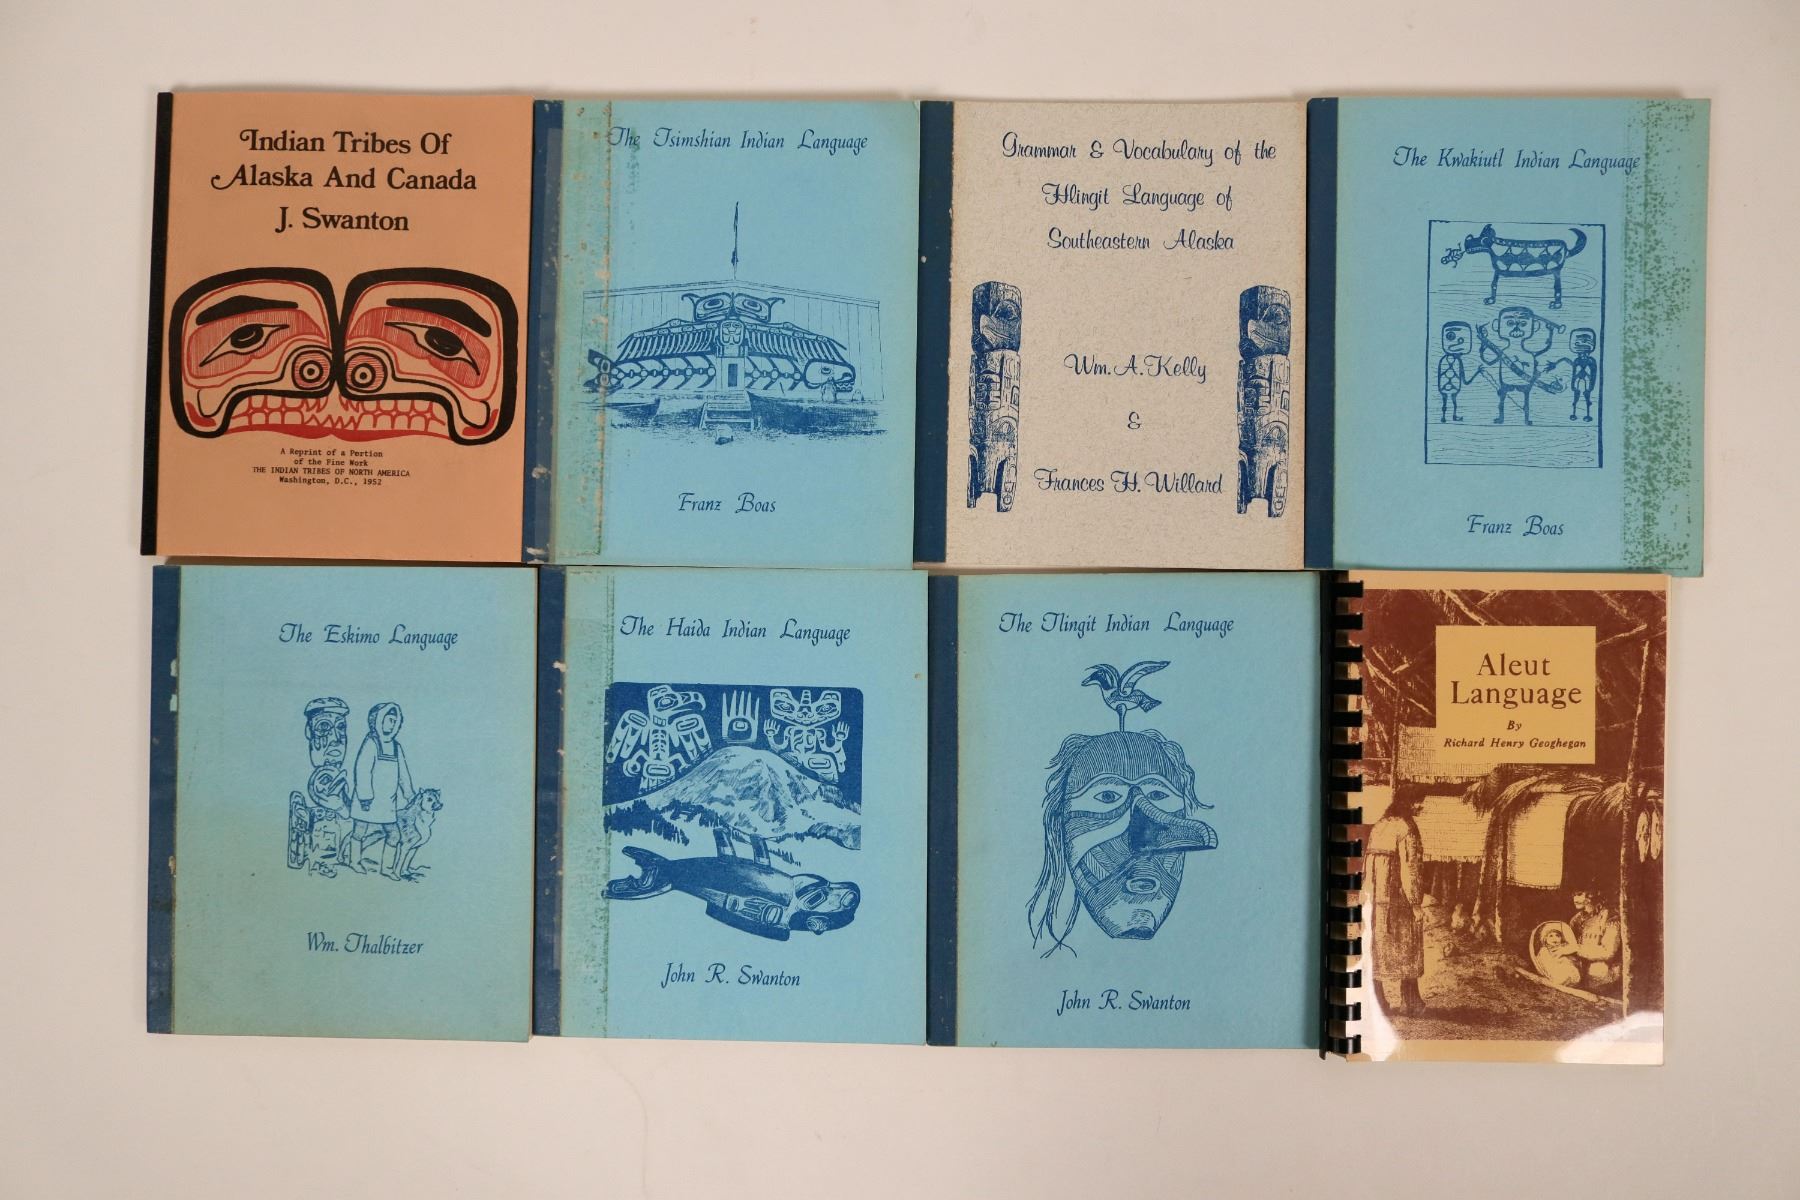 Indian Tribes Of
Alaska And Canada
J. Swanton
A Reprint of a Portion
of the Fine Work
THE INDIAN TRIBES OF NORTH AMERICA
Washington, D.C., 1952
The Tsimshian Indian Language
Franz Boas
Grammar & Vocabulary of the
Hlingit Language of
Southeastern Alaska
Wm. A. Kelly
&
Frances H. Willard
The Kwakiutl Indian Language
Franz Boas
The Eskimo Language
Wm. Thalbitzer
The Haida Indian Language
John R. Swanton
The Tlingit Indian Language
John R. Swanton
Aleut
Language
By
Richard Henry Geoghegan